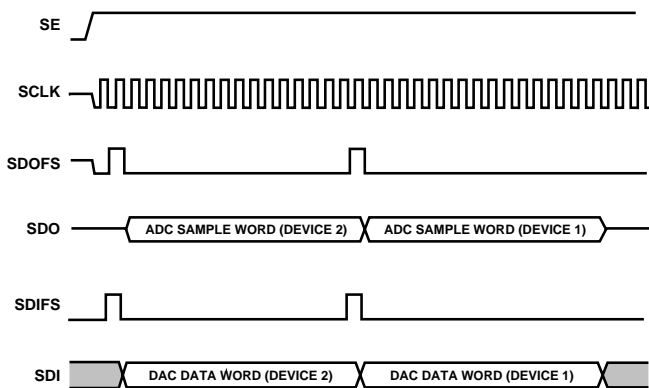 SE
SCLK
SDOFS
SDO
ADC SAMPLE WORD (DEVICE 2)
ADC SAMPLE WORD (DEVICE 1)
SDIFS
SDI
DAC DATA WORD (DEVICE 2)
DAC DATA WORD (DEVICE 1)